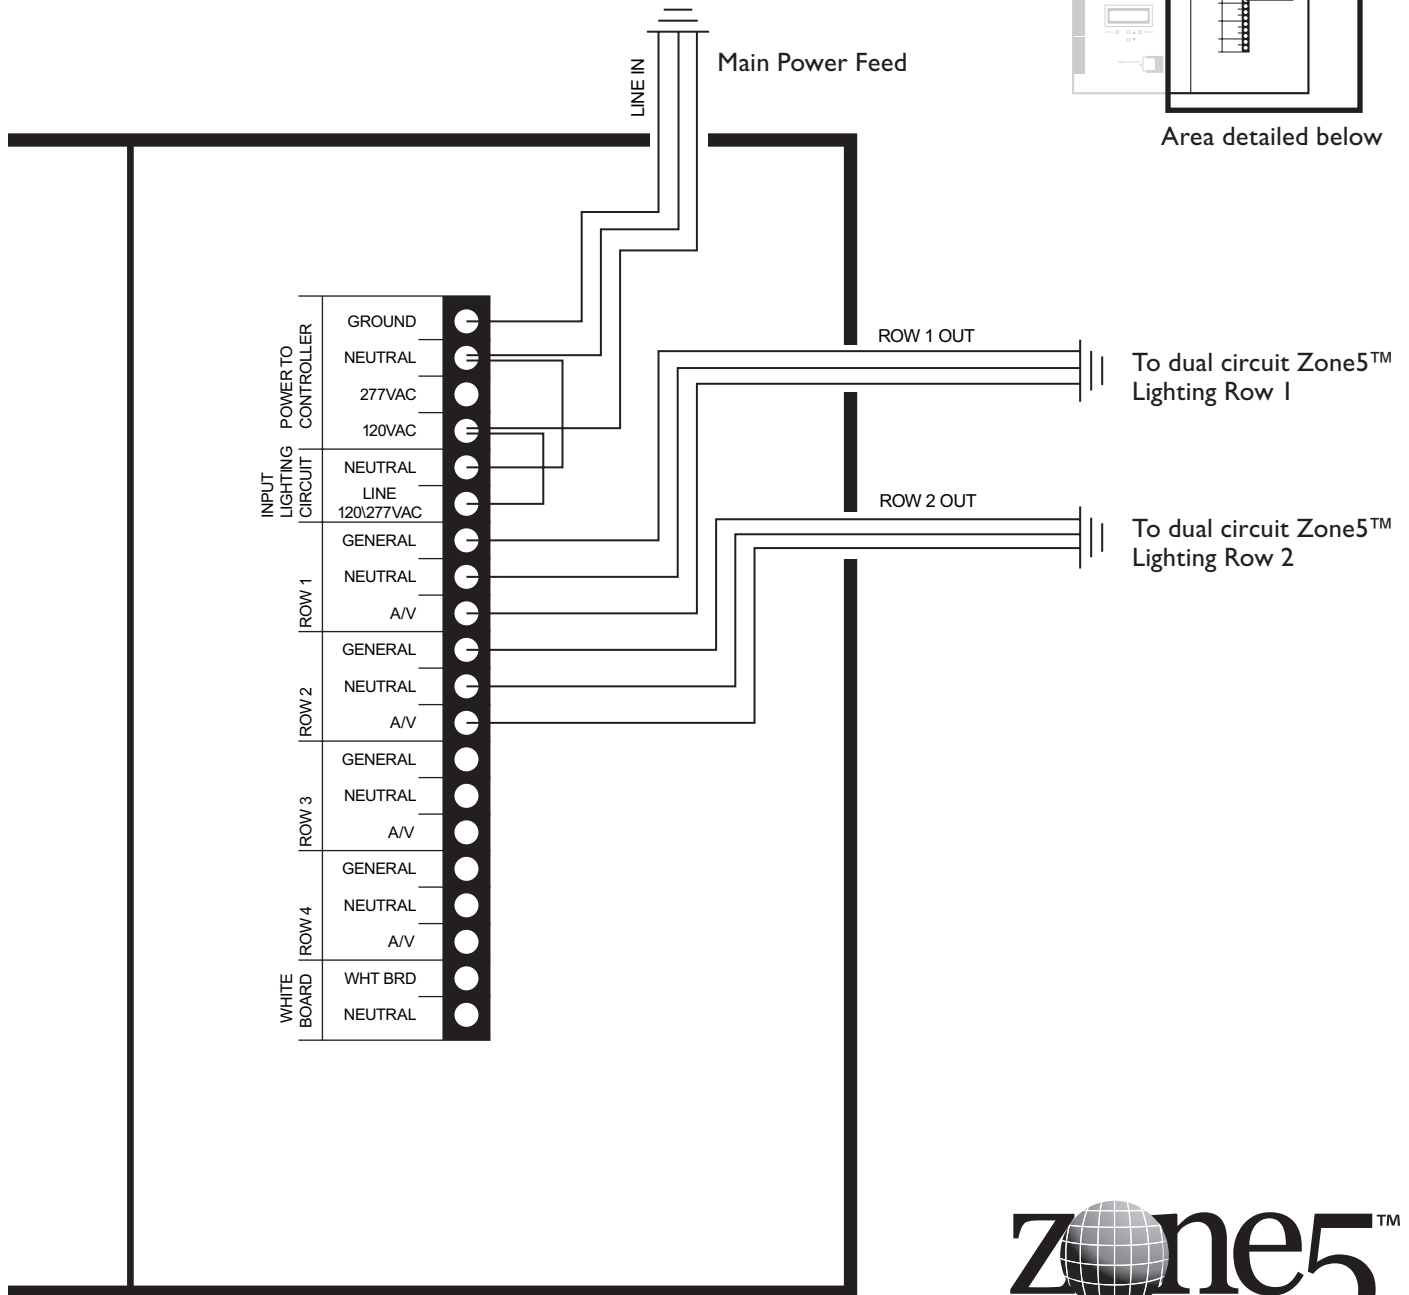 LINE IN
Main Power Feed
Area detailed below
POWER TO
CONTROLLER
GROUND
NEUTRAL
277VAC
120VAC
INPUT
LIGHTING
CIRCUIT
NEUTRAL
LINE
120\277VAC
ROW 1
GENERAL
NEUTRAL
A/V
ROW 2
GENERAL
NEUTRAL
A/V
ROW 3
GENERAL
NEUTRAL
A/V
ROW 4
GENERAL
NEUTRAL
A/V
WHITE
BOARD
WHT BRD
NEUTRAL
ROW 1 OUT
To dual circuit Zone5™
Lighting Row 1
ROW 2 OUT
To dual circuit Zone5™
Lighting Row 2
zone5™